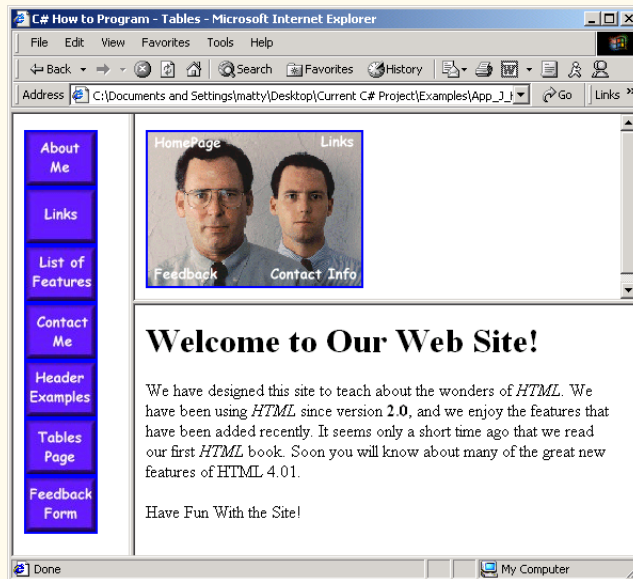 C# How to Program - Tables - Microsoft Internet Explorer
File Edit View Favorites Tools Help
Back Search Favorites History
Address C:\Documents and Settings\matty\Desktop\Current C# Project\Examples\App_J_ Go Links »
About
Me
Links
List of
Features
Contact
Me
Header
Examples
Tables
Page
Feedback
Form
HomePage Links
Feedback Contact Info
Welcome to Our Web Site!
We have designed this site to teach about the wonders of HTML. We
have been using HTML since version 2.0, and we enjoy the features that
have been added recently. It seems only a short time ago that we read
our first HTML book. Soon you will know about many of the great new
features of HTML 4.01.
Have Fun With the Site!
Done My Computer